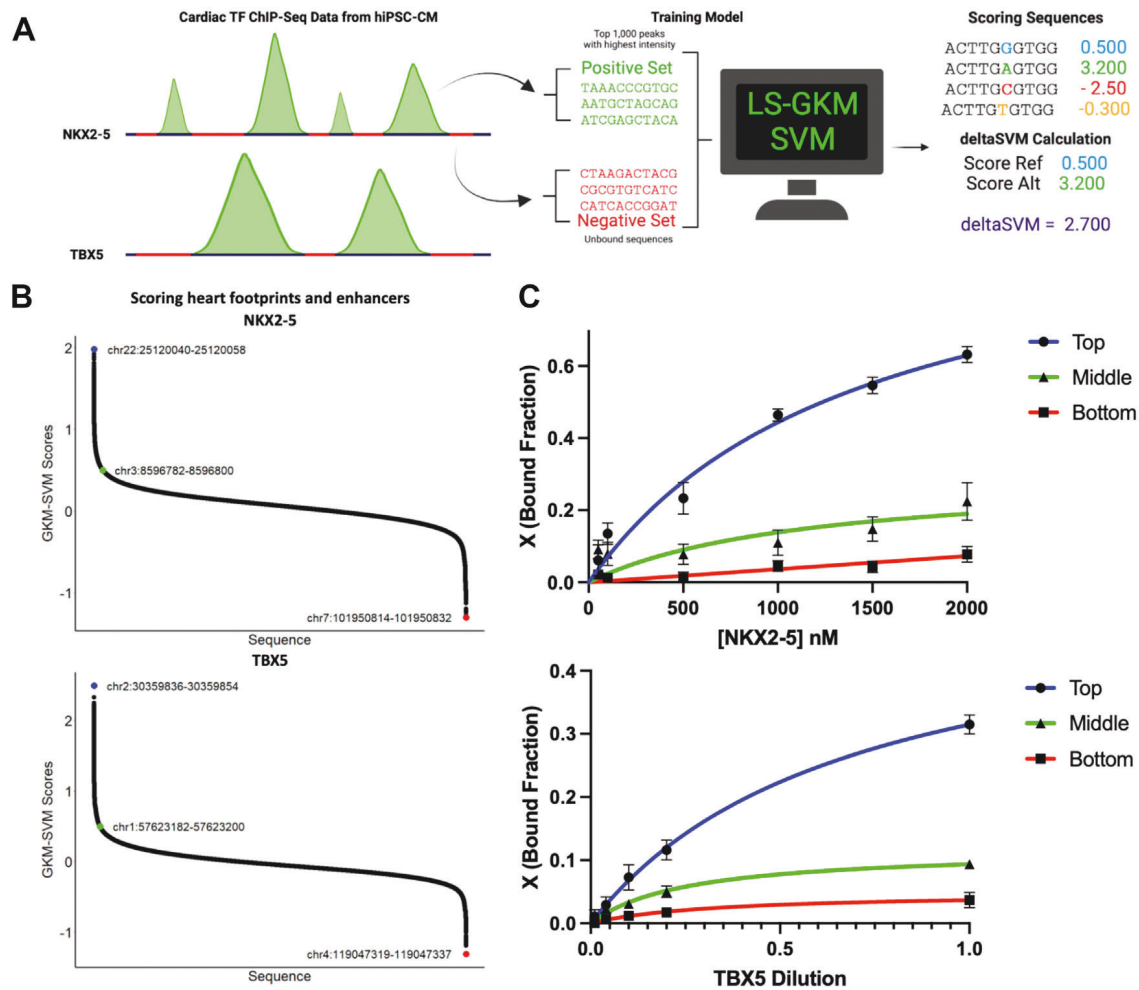 A
Cardiac TF ChIP-Seq Data from hiPSC-CM
NKX2-5
TBX5
Training Model
Top 1,000 peaks
with highest intensity
Positive Set
TAAACCCGTGC
AATGCTAGCAG
ATCGAGCTACA
CTAAGACTACG
CGCGTGTCATC
CATCACCGGAT
Negative Set
Unbound sequences
LS-GKM
SVM
Scoring Sequences
ACTTGGGTGG 0.500
ACTTGAGTGG 3.200
ACTTGCGTGG - 2.50
ACTTGTGTGG -0.300
deltaSVM Calculation
Score Ref 0.500
Score Alt 3.200
deltaSVM = 2.700
B
Scoring heart footprints and enhancers
NKX2-5
GKM-SVM Scores
2
1
0
-1
chr22:25120040-25120058
chr3:8596782-8596800
chr7:101950814-101950832
Sequence
TBX5
GKM-SVM Scores
2
1
0
-1
chr2:30359836-30359854
chr1:57623182-57623200
chr4:119047319-119047337
Sequence
C
X (Bound Fraction)
0.6
0.4
0.2
0.0
0 500 1000 1500 2000
[NKX2-5] nM
Top
Middle
Bottom
X (Bound Fraction)
0.4
0.3
0.2
0.1
0.0
0.0 0.5 1.0
TBX5 Dilution
Top
Middle
Bottom